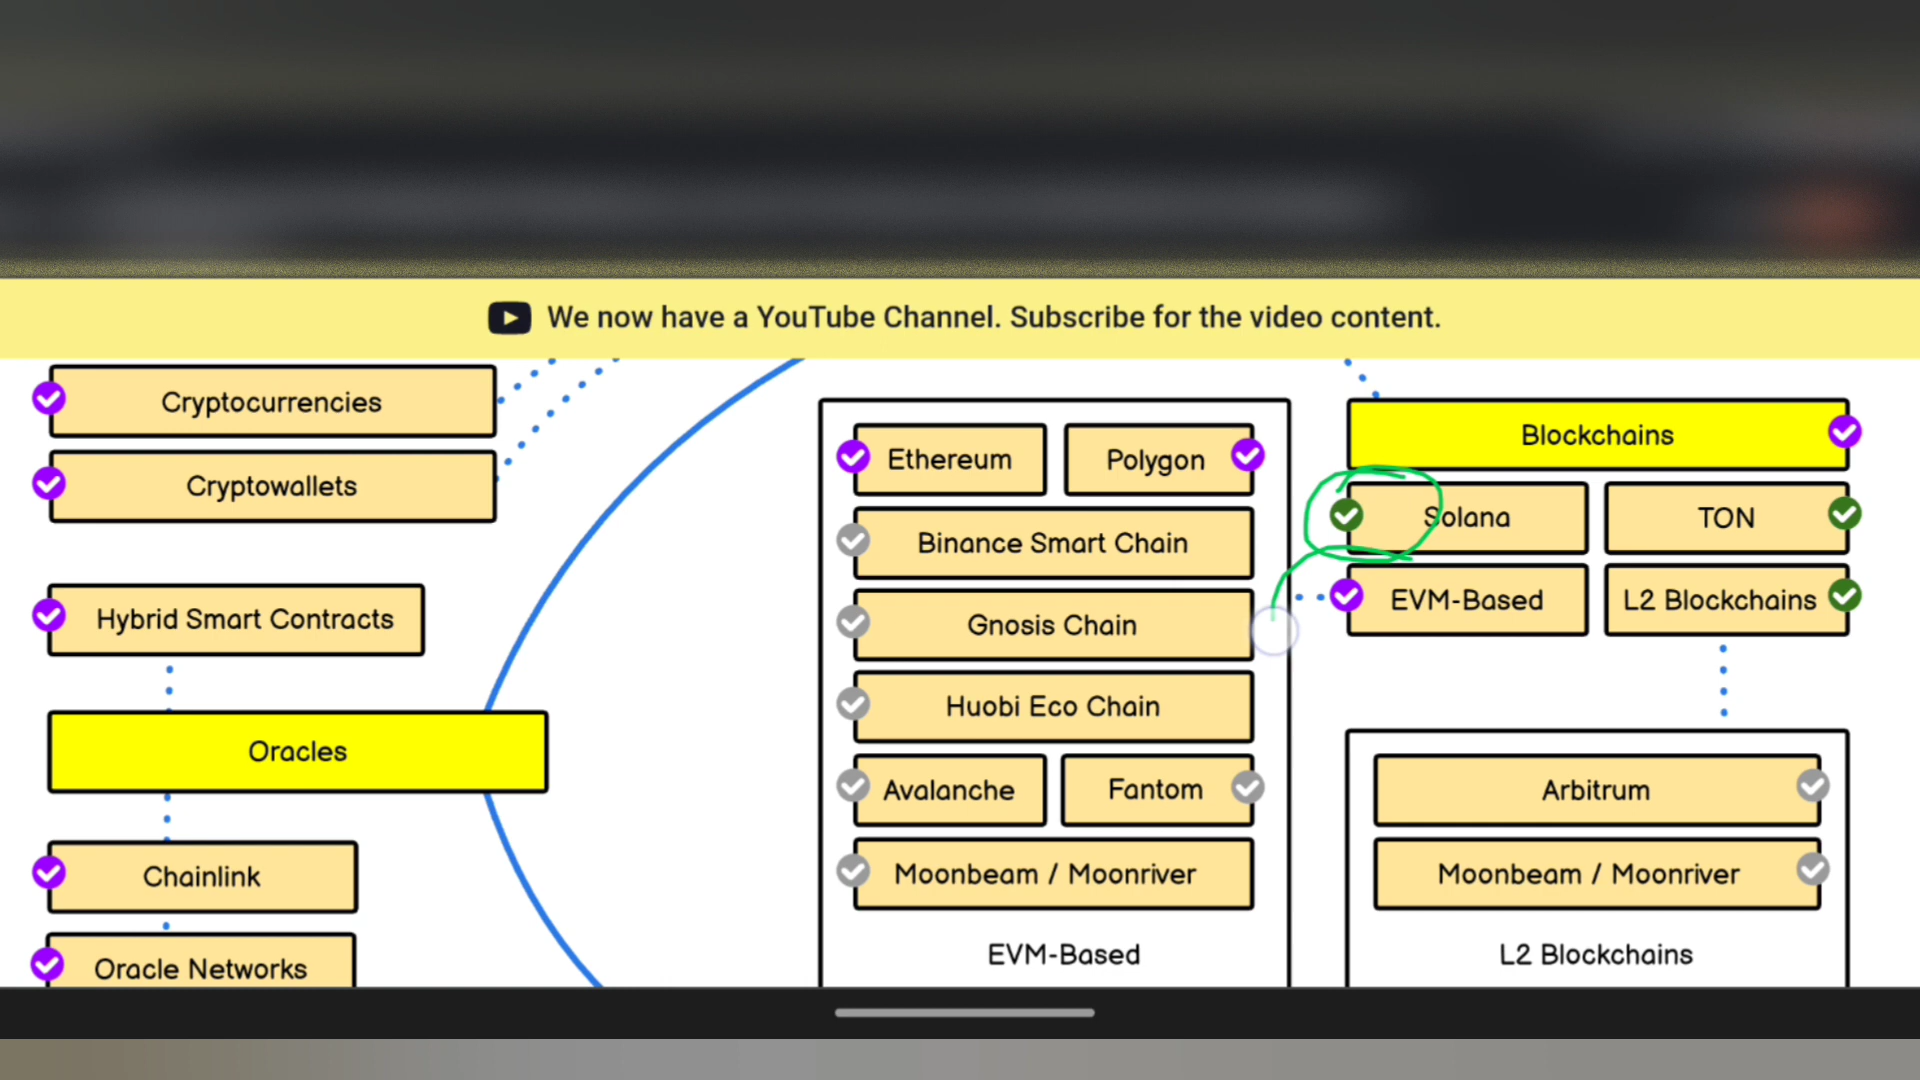 We now have a YouTube Channel. Subscribe for the video content.
Cryptocurrencies
Cryptowallets
Hybrid Smart Contracts
Oracles
Chainlink
Oracle Networks
Ethereum
Polygon
Binance Smart Chain
Gnosis Chain
Huobi Eco Chain
Avalanche
Fantom
Moonbeam / Moonriver
EVM-Based
Blockchains
Solana
TON
EVM-Based
L2 Blockchains
Arbitrum
Moonbeam / Moonriver
L2 Blockchains